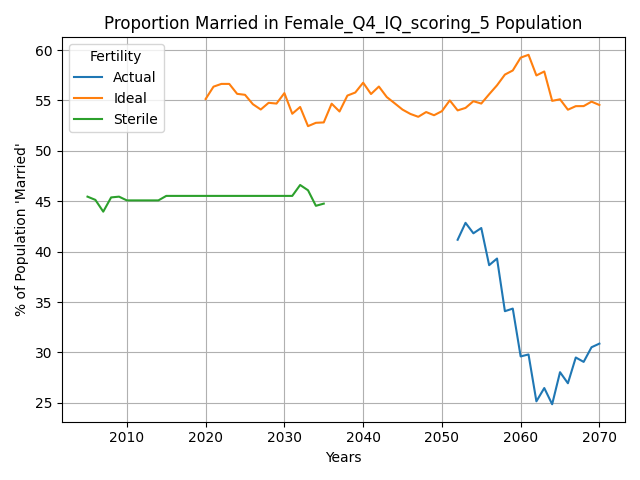 Proportion Married in Female_Q4_IQ_scoring_5 Population
% of Population 'Married'
60
55
50
45
40
35
30
25
Fertility
Actual
Ideal
Sterile
2010 2020 2030 2040 2050 2060 2070
Years